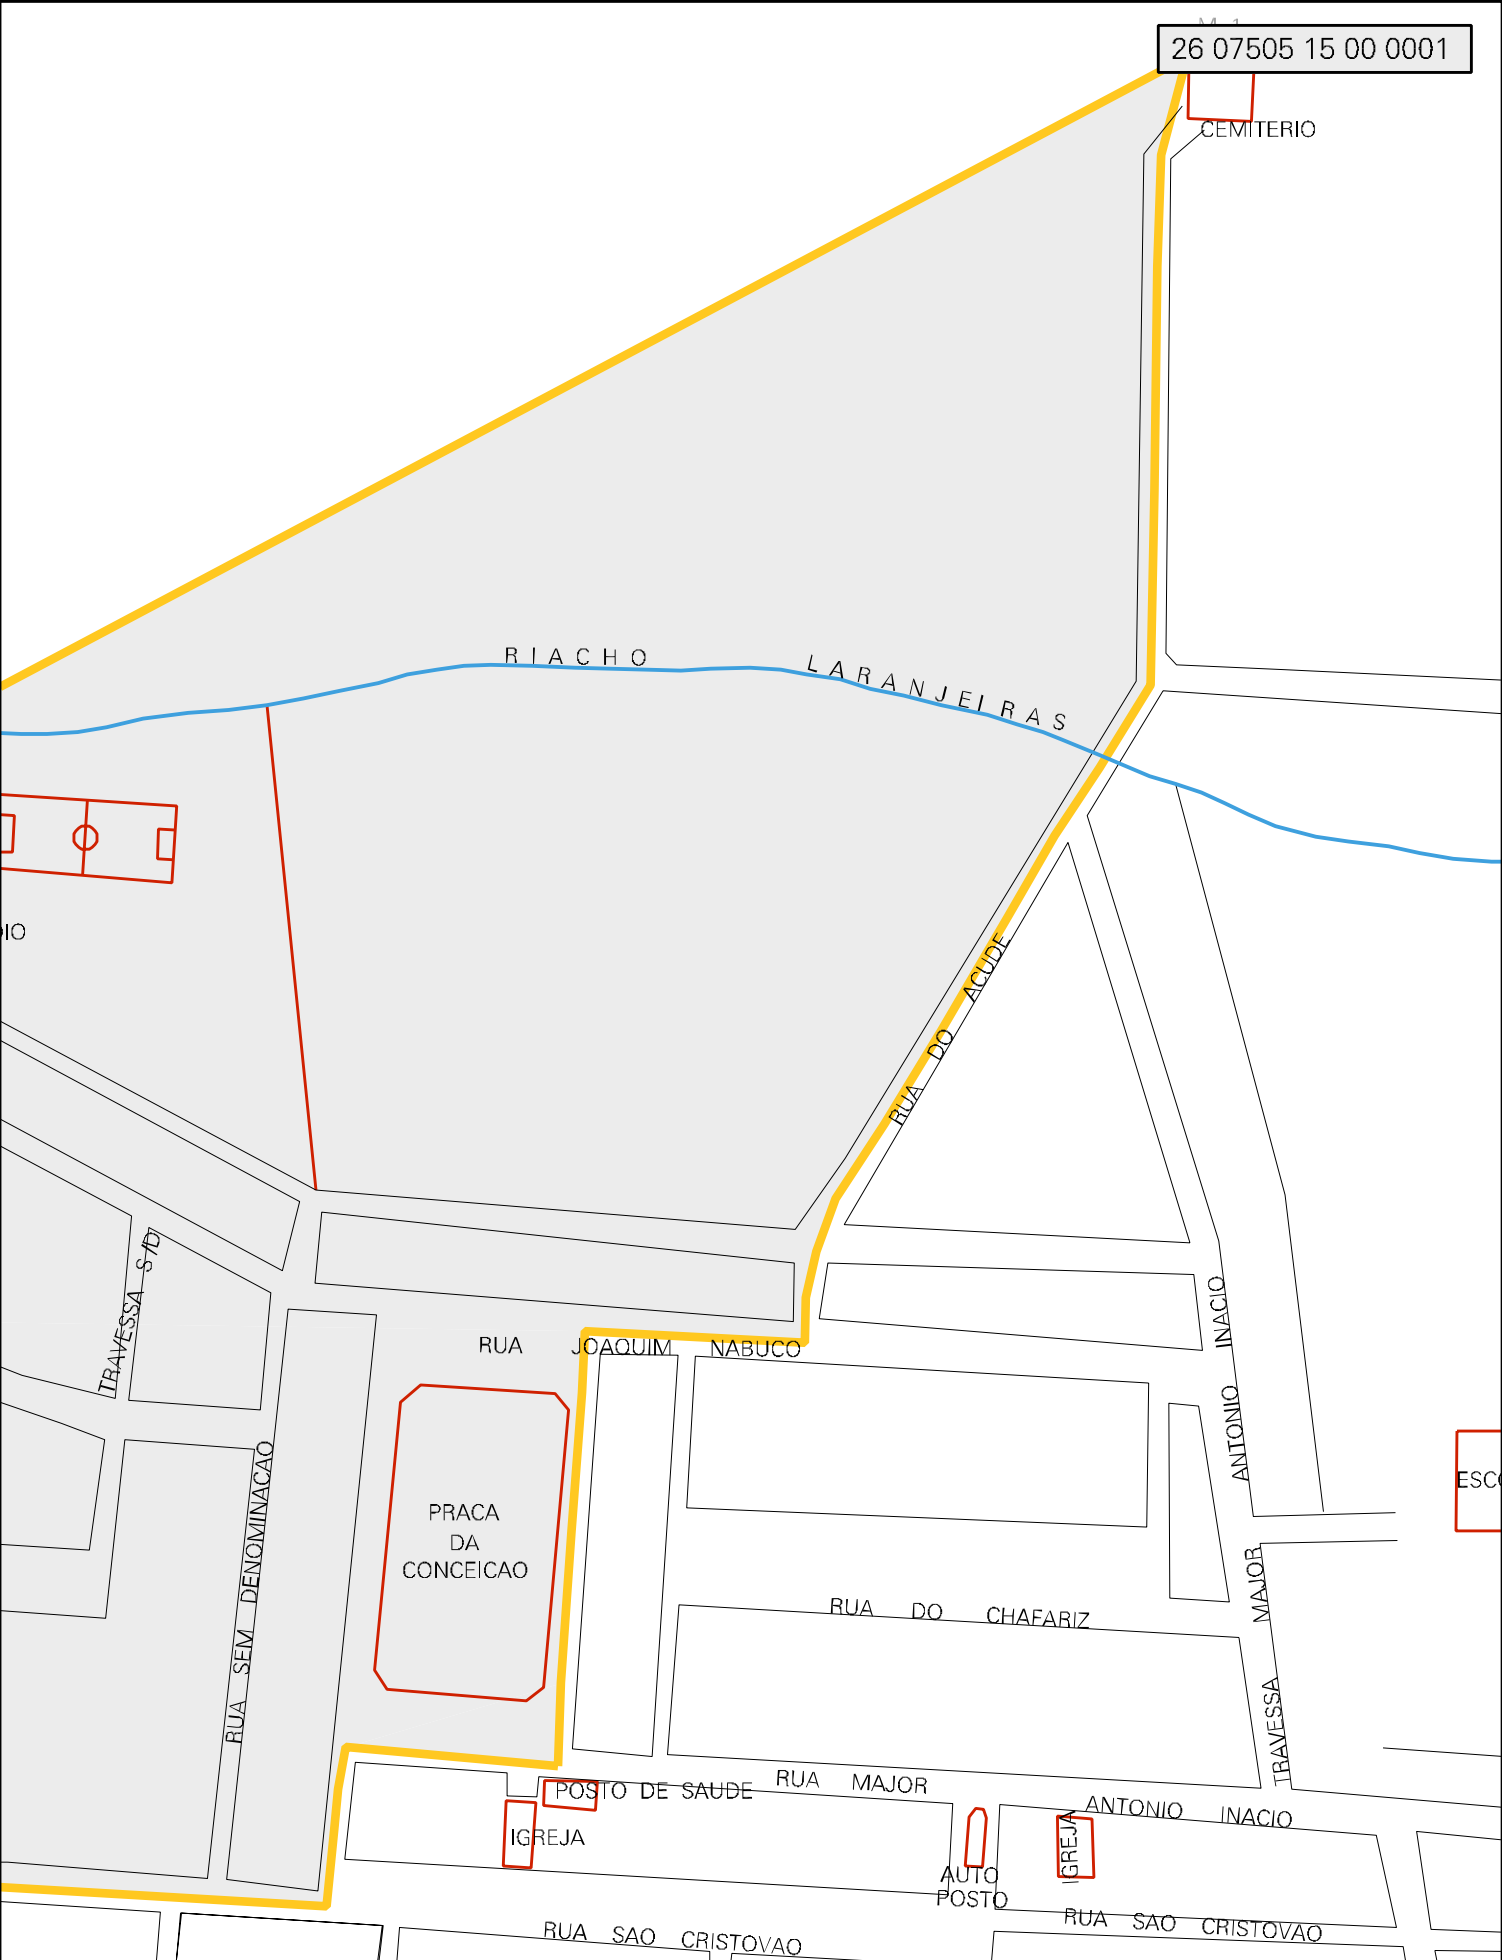 26 07505 15 00 0001
CEMITERIO
RIACHO LARANJEIRAS
RUA DO ACUDE
TRAVESSA S/D
RUA JOAQUIM NABUCO
PRACA
DA
CONCEICAO
RUA SEM DENOMINACAO
TRAVESSA MAJOR ANTONIO INACIO
RUA DO CHAFARIZ
POSTO DE SAUDE
RUA MAJOR ANTONIO INACIO
IGREJA
IGREJA
AUTO
POSTO
RUA SAO CRISTOVAO
RUA SAO CRISTOVAO